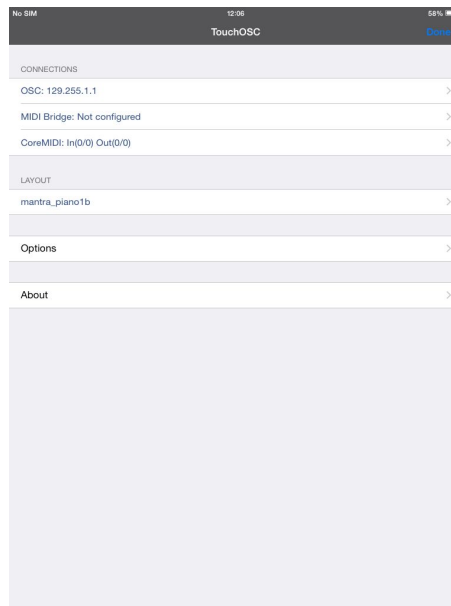 No SIM 12:06 58%
TouchOSC Done
CONNECTIONS
OSC: 129.255.1.1
MIDI Bridge: Not configured
CoreMIDI: In(0/0) Out(0/0)
LAYOUT
mantra_piano1b
Options
About